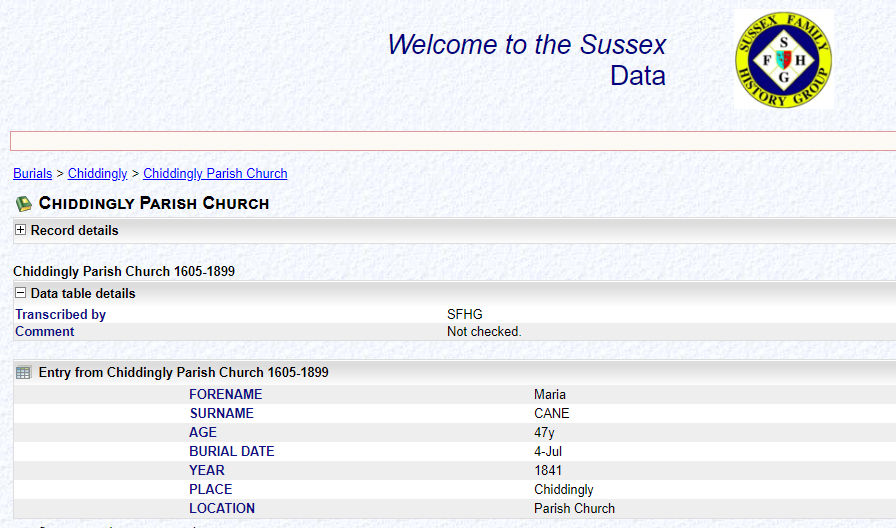 Welcome to the Sussex
Data
SUSSEX FAMILY
HISTORY GROUP
S
F H
G
Burials > Chiddingly > Chiddingly Parish Church
CHIDDINGLY PARISH CHURCH
Record details
Chiddingly Parish Church 1605-1899
Data table details
Transcribed by SFHG
Comment Not checked.
Entry from Chiddingly Parish Church 1605-1899
FORENAME Maria
SURNAME CANE
AGE 47y
BURIAL DATE 4-Jul
YEAR 1841
PLACE Chiddingly
LOCATION Parish Church